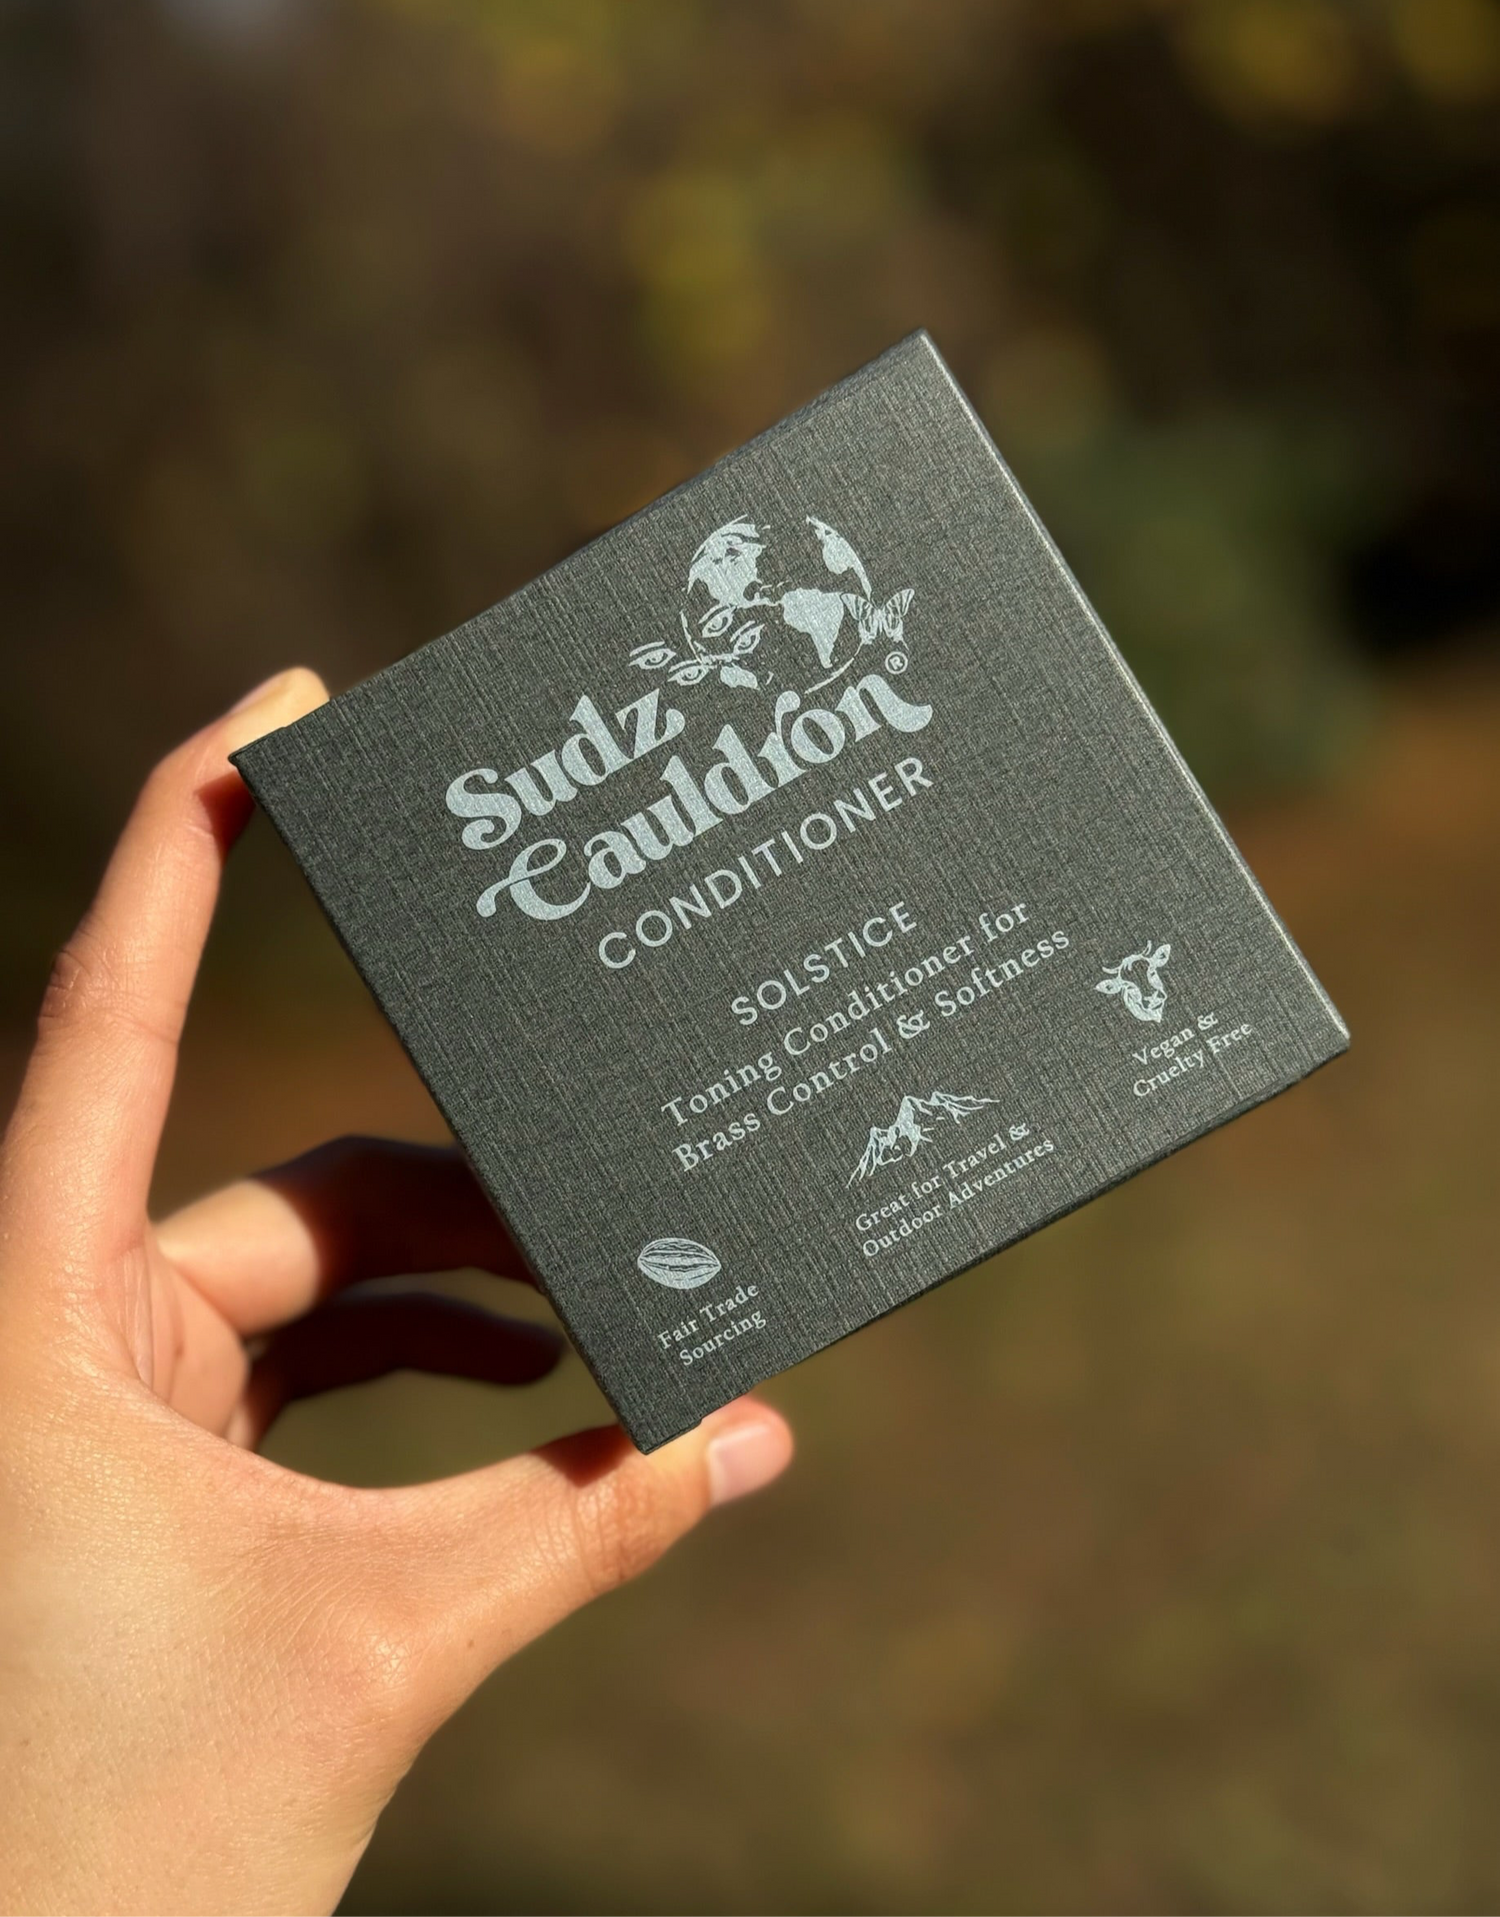 Sudz
Cauldron®
CONDITIONER
SOLSTICE
Toning Conditioner for
Brass Control & Softness
Fair Trade
Sourcing
Great for Travel &
Outdoor Adventures
Vegan &
Cruelty Free